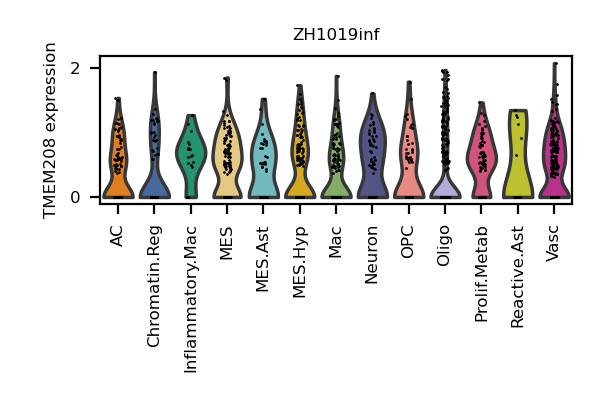 ZH1019inf
TMEM208 expression
2
0
AC
Chromatin.Reg
Inflammatory.Mac
MES
MES.Ast
MES.Hyp
Mac
Neuron
OPC
Oligo
Prolif.Metab
Reactive.Ast
Vasc